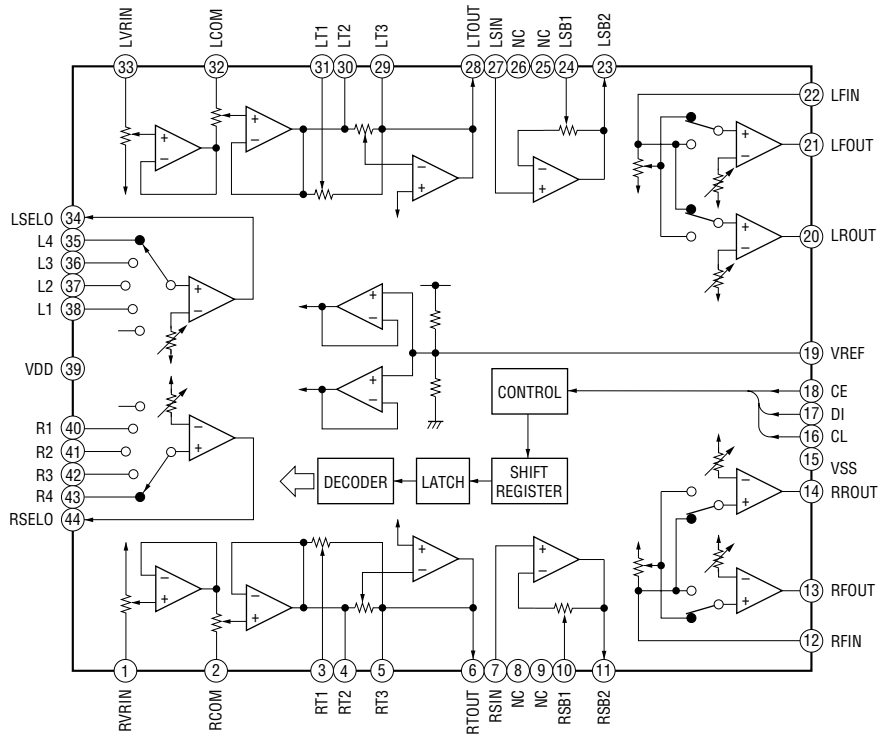 LVRIN
LCOM
LT1
LT2
LT3
LTOUT
LSIN
NC
NC
LSB1
LSB2
33
32
31
30
29
28
27
26
25
24
23
22 LFIN
21 LFOUT
20 LROUT
LSELO 34
L4 35
L3 36
L2 37
L1 38
VDD 39
R1 40
R2 41
R3 42
R4 43
RSELO 44
19 VREF
18 CE
17 DI
16 CL
15 VSS
14 RROUT
13 RFOUT
12 RFIN
CONTROL
DECODER
LATCH
SHIFT
REGISTER
1
2
3
4
5
6
7
8
9
10
11
RVRIN
RCOM
RT1
RT2
RT3
RTOUT
RSIN
NC
NC
RSB1
RSB2